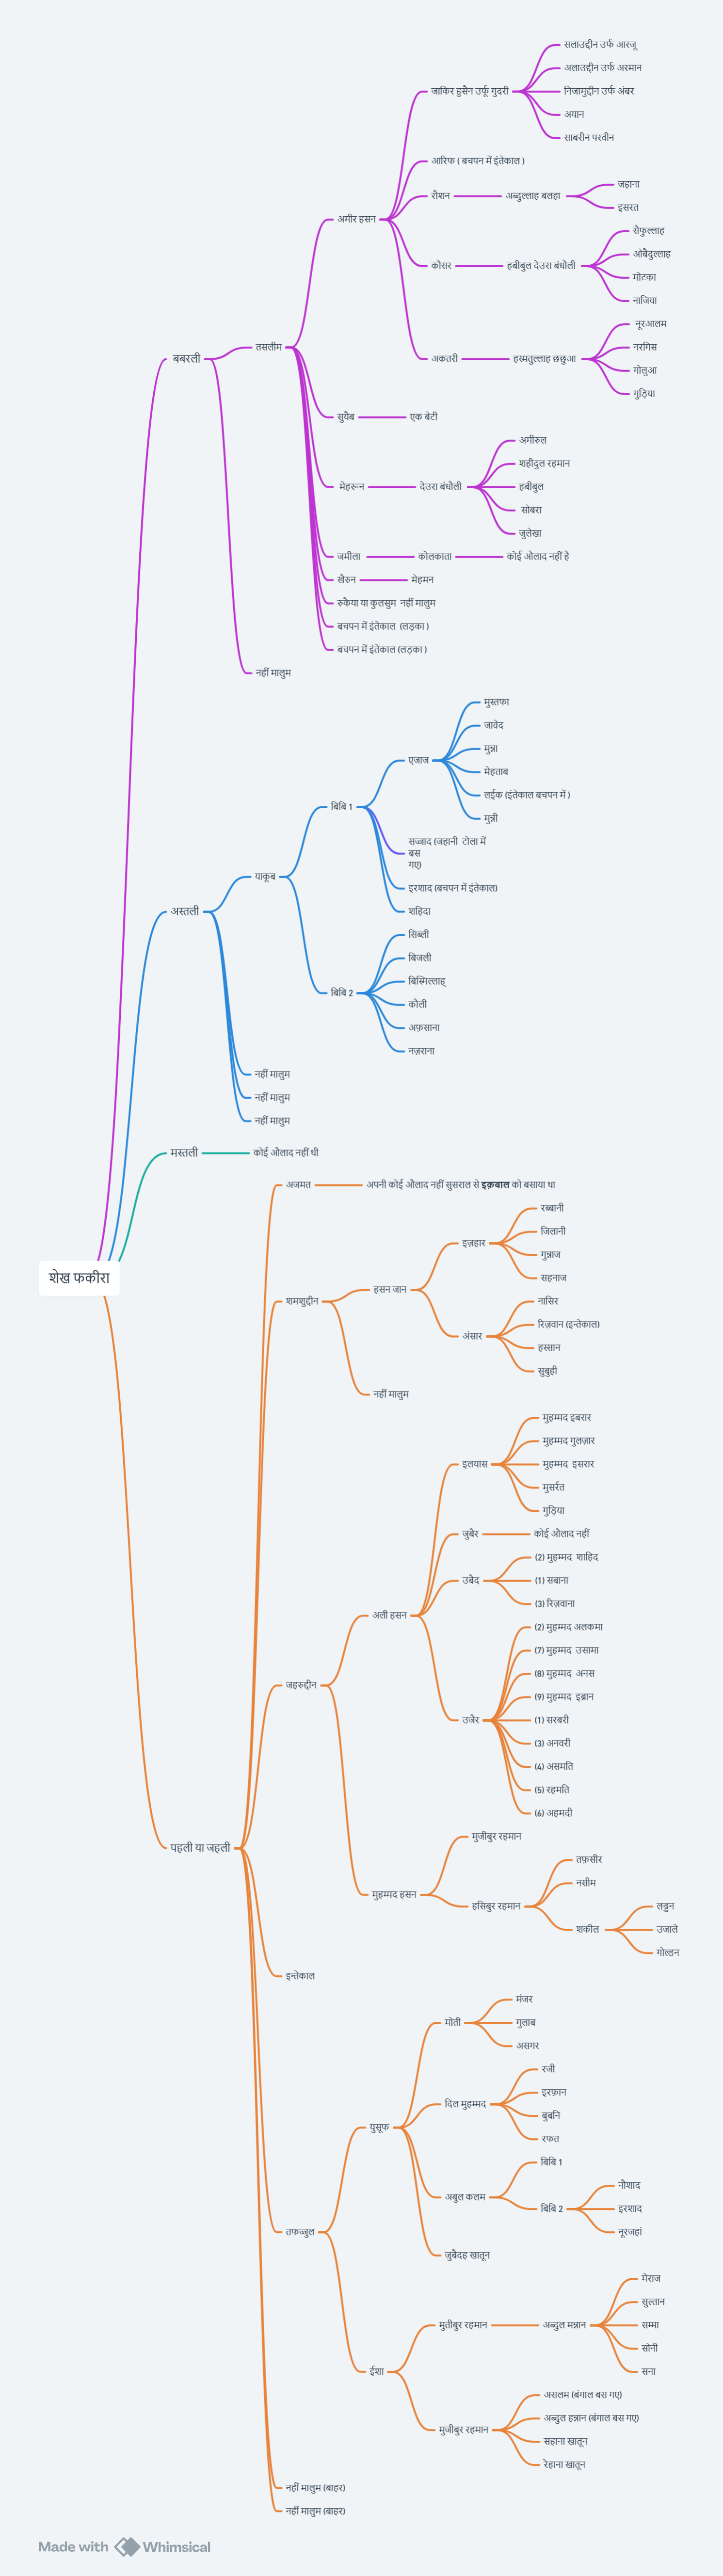 सलाउद्दीन उर्फ आरजू
अलाउद्दीन उर्फ अरमान
जाकिर हुसैन उर्फू गुदरी
निजामुद्दीन उर्फ अंबर
अयान
साबरीन परवीन
आरिफ ( बचपन में इंतेकाल )
जहाना
रौशन
अब्दुल्लाह बलहा
इसरत
अमीर हसन
सैफुल्लाह
ओबैदुल्लाह
कौसर
हबीबुल देउरा बंधौली
मोटका
नाजिया
नूरआलम
तसलीम
नरगिस
बबरली
अकतरी
हस्मतुल्लाह छछुआ
गोलुआ
गुड़िया
सुयैब
एक बेटी
अमीरुल
शहीदुल रहमान
मेहरून
देउरा बंधौली
हबीबुल
सोबरा
जुलेखा
जमीला
कोलकाता
कोई औलाद नहीं है
खैरुन
मेहमन
रुकैया या कुलसुम नहीं मालुम
बचपन में इंतेकाल (लड़का )
बचपन में इंतेकाल (लड़का )
नहीं मालुम
मुस्तफा
जावेद
मुन्ना
एजाज
मेहताब
लईक (इंतेकाल बचपन में )
बिबि 1
मुन्नी
सज्जाद (जहानी टोला में
बस
गए)
याकूब
इरशाद (बचपन में इंतेकाल)
अस्तली
शहिदा
सिब्ली
बिजली
बिस्मिल्लाह्
बिबि 2
कौली
अफ़साना
नज़राना
नहीं मालुम
नहीं मालुम
नहीं मालुम
मस्तली
कोई औलाद नहीं थी
अजमत
अपनी कोई औलाद नहीं सुसराल से इक़बाल को बसाया था
रब्बानी
जिलानी
इज़हार
गुन्नाज
शेख फकीरा
सहनाज
हसन जान
शमशुद्दीन
नासिर
रिज़वान (इन्तेकाल)
अंसार
हस्सान
सुबुही
नहीं मालुम
मुहम्मद इबरार
मुहम्मद गुलज़ार
इलयास
मुहम्मद इसरार
मुसर्रत
गुड़िया
जुबैर
कोई औलाद नहीं
(2) मुहम्मद शाहिद
उबैद
(1) सबाना
(3) रिज़वाना
अली हसन
(2) मुहम्मद अलकमा
(7) मुहम्मद उसामा
(8) मुहम्मद अनस
जहरुद्दीन
(9) मुहम्मद इब्रान
उजैर
(1) सरबरी
(3) अनवरी
(4) असमति
(5) रहमति
(6) अहमदी
मुजीबुर रहमान
पहली या जहली
तफ़सीर
नसीम
मुहम्मद हसन
हसिबुर रहमान
लड्डन
शकील
उजाले
गोल्डन
इन्तेकाल
मंजर
मोती
गुलाब
असगर
रजी
इरफ़ान
दिल मुहम्मद
बुबनि
युसूफ
रफत
बिबि 1
अबुल कलम
नौशाद
बिबि 2
इरशाद
तफज्जुल
नूरजहां
जुबैदह खातून
मेराज
सुल्तान
मुतीबुर रहमान
अब्दुल मन्नान
सम्मा
सोनी
ईशा
सना
असलम (बंगाल बस गए)
अब्दुल हन्नान (बंगाल बस गए)
मुजीबुर रहमान
सहाना खातून
रेहाना खातून
नहीं मालुम (बाहर)
नहीं मालुम (बाहर)
Made with Whimsical